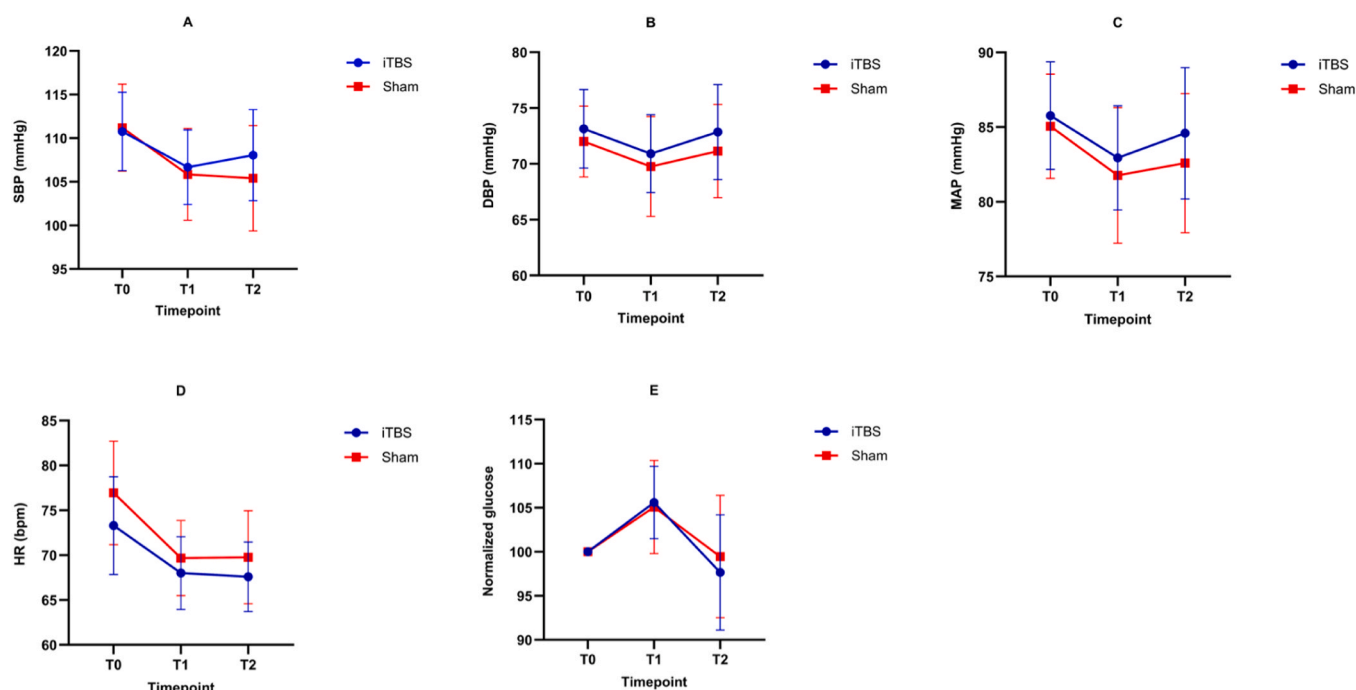 A
SBP (mmHg)
120
115
110
105
100
95
T0 T1 T2
Timepoint
iTBS
Sham
B
DBP (mmHg)
80
75
70
65
60
T0 T1 T2
Timepoint
iTBS
Sham
C
MAP (mmHg)
90
85
80
75
T0 T1 T2
Timepoint
iTBS
Sham
D
HR (bpm)
85
80
75
70
65
60
T0 T1 T2
Timepoint
iTBS
Sham
E
Normalized glucose
115
110
105
100
95
90
T0 T1 T2
Timepoint
iTBS
Sham